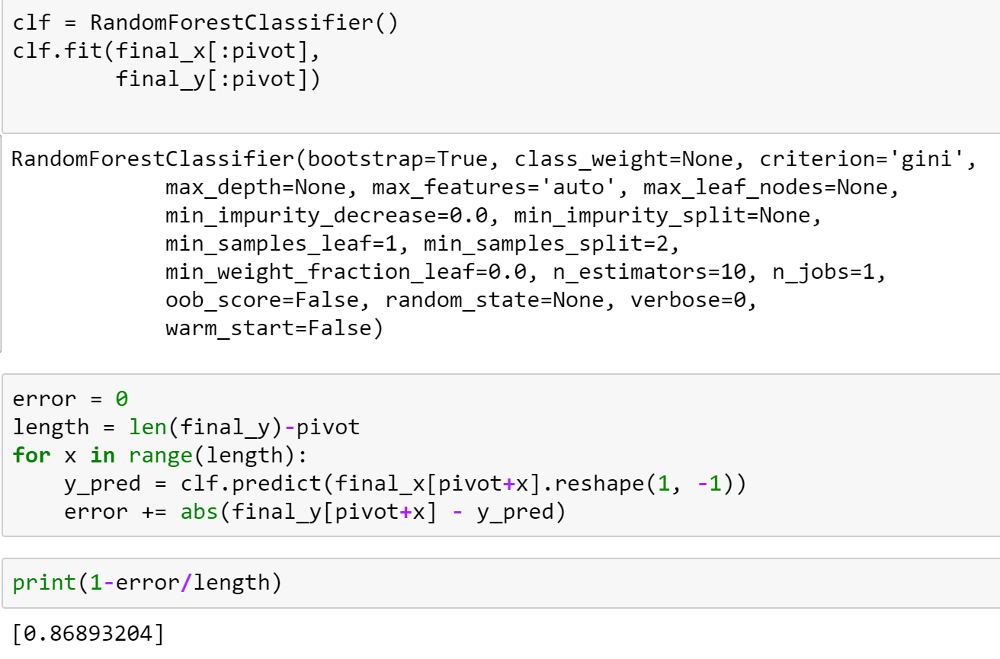 clf = RandomForestClassifier()
clf.fit(final_x[:pivot],
        final_y[:pivot])
RandomForestClassifier(bootstrap=True, class_weight=None, criterion='gini',
            max_depth=None, max_features='auto', max_leaf_nodes=None,
            min_impurity_decrease=0.0, min_impurity_split=None,
            min_samples_leaf=1, min_samples_split=2,
            min_weight_fraction_leaf=0.0, n_estimators=10, n_jobs=1,
            oob_score=False, random_state=None, verbose=0,
            warm_start=False)
error = 0
length = len(final_y)-pivot
for x in range(length):
    y_pred = clf.predict(final_x[pivot+x].reshape(1, -1))
    error += abs(final_y[pivot+x] - y_pred)
print(1-error/length)
[0.86893204]